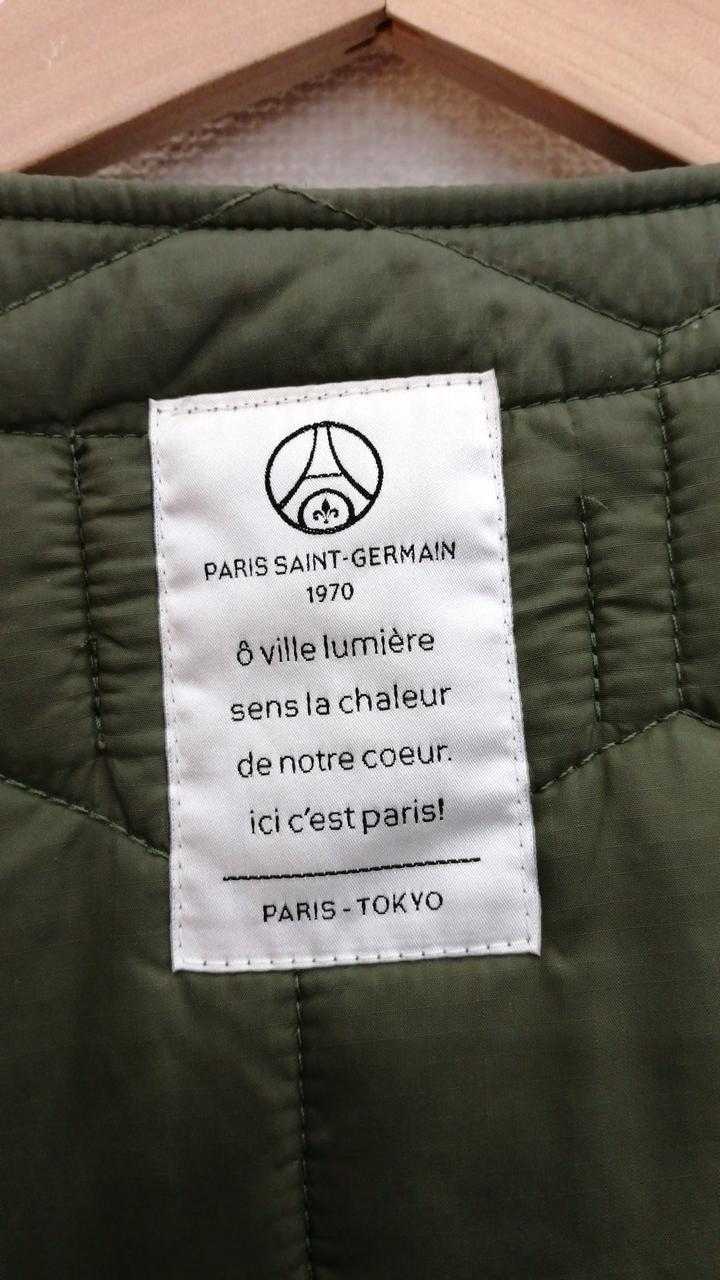 PARIS SAINT-GERMAIN
1970
ô ville lumière
sens la chaleur
de notre coeur.
ici c'est paris!
PARIS - TOKYO